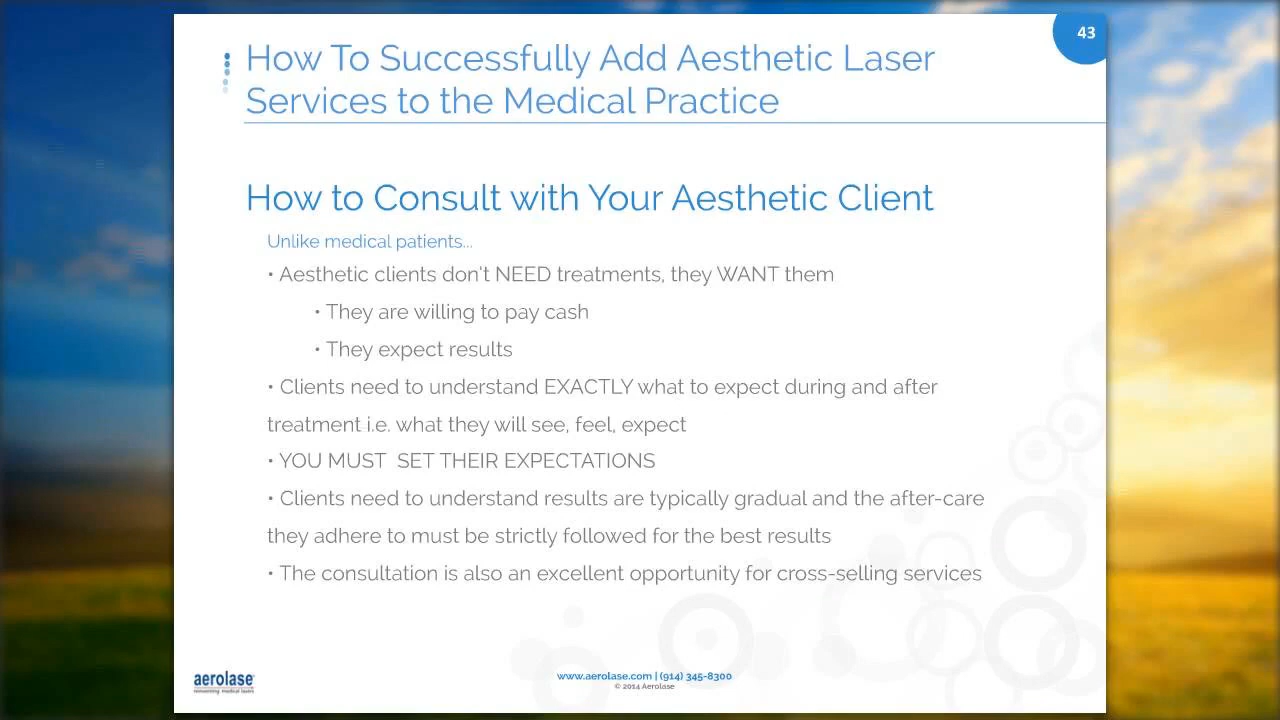 43
How To Successfully Add Aesthetic Laser
Services to the Medical Practice
How to Consult with Your Aesthetic Client
Unlike medical patients...
• Aesthetic clients don't NEED treatments, they WANT them
• They are willing to pay cash
• They expect results
• Clients need to understand EXACTLY what to expect during and after
treatment i.e. what they will see, feel, expect
• YOU MUST  SET THEIR EXPECTATIONS
• Clients need to understand results are typically gradual and the after-care
they adhere to must be strictly followed for the best results
• The consultation is also an excellent opportunity for cross-selling services
aerolase
reinventing medical lasers
www.aerolase.com | (914) 345-8300
© 2014 Aerolase